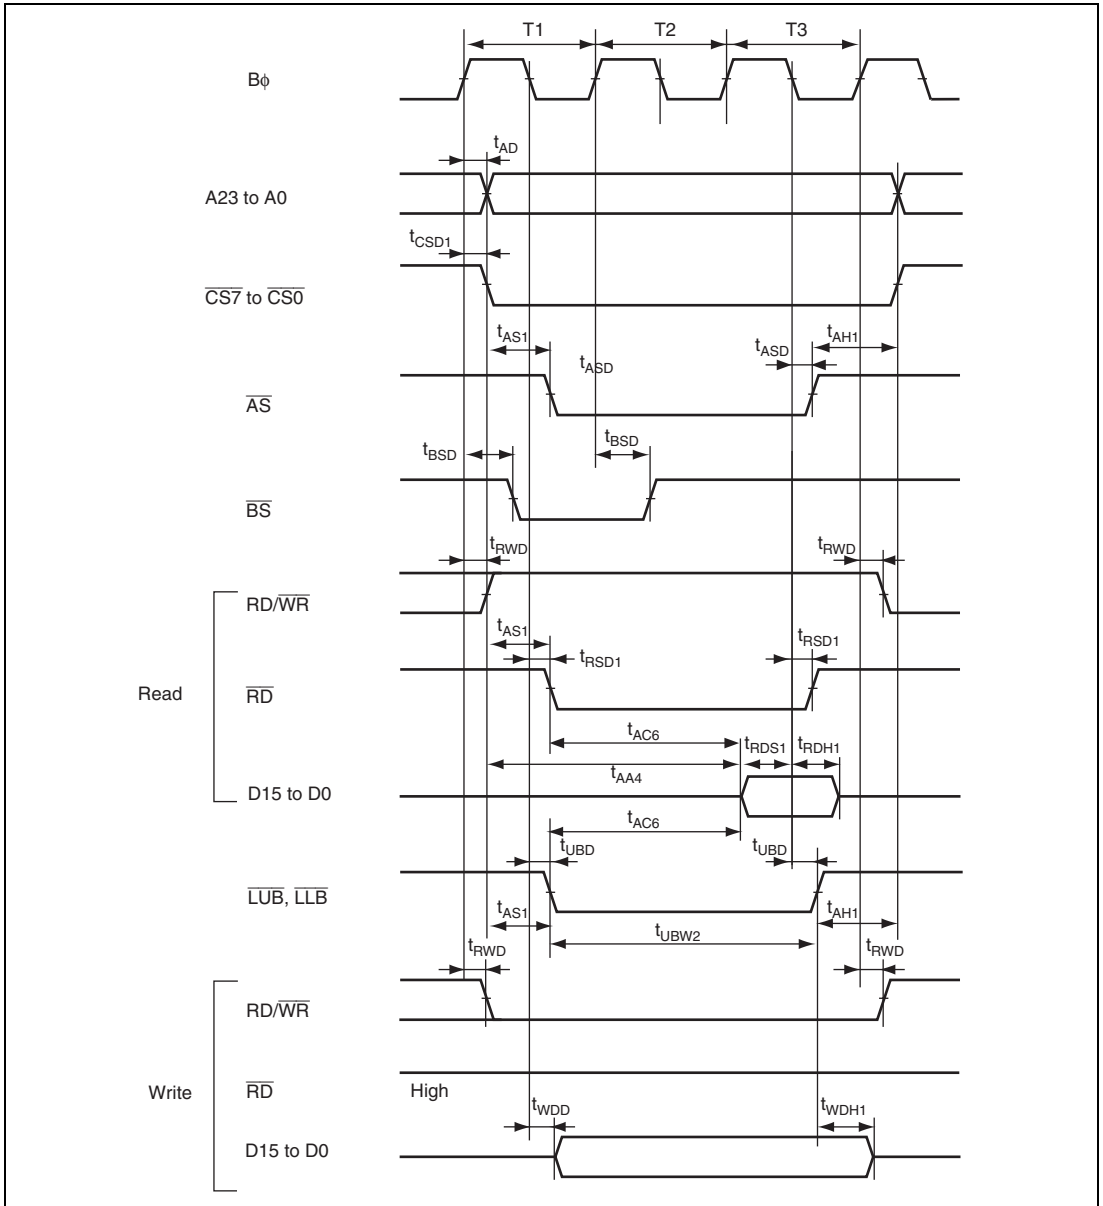 T1 T2 T3
Bφ
tAD
A23 to A0
tCSD1
CS7 to CS0
tAS1 tASD tASD tAH1
AS
tBSD tBSD
BS
tRWD tRWD
RD/WR
tAS1 tRSD1 tRSD1
Read
RD
tAC6 tRDS1 tRDH1
tAA4
D15 to D0
tAC6
tUBD tUBD
LUB, LLB
tAS1 tUBW2 tAH1
tRWD tRWD
RD/WR
Write
RD
High
tWDD tWDH1
D15 to D0